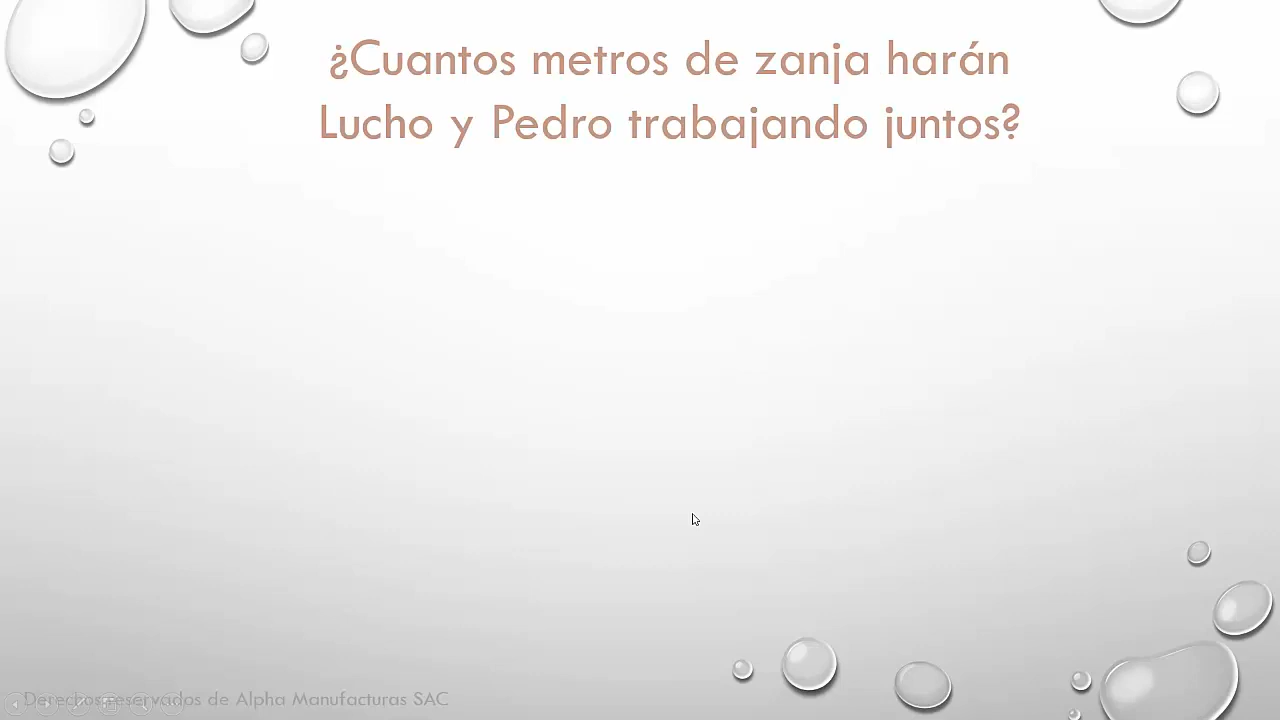 ¿Cuantos metros de zanja harán
Lucho y Pedro trabajando juntos?
Derechos reservados de Alpha Manufacturas SAC